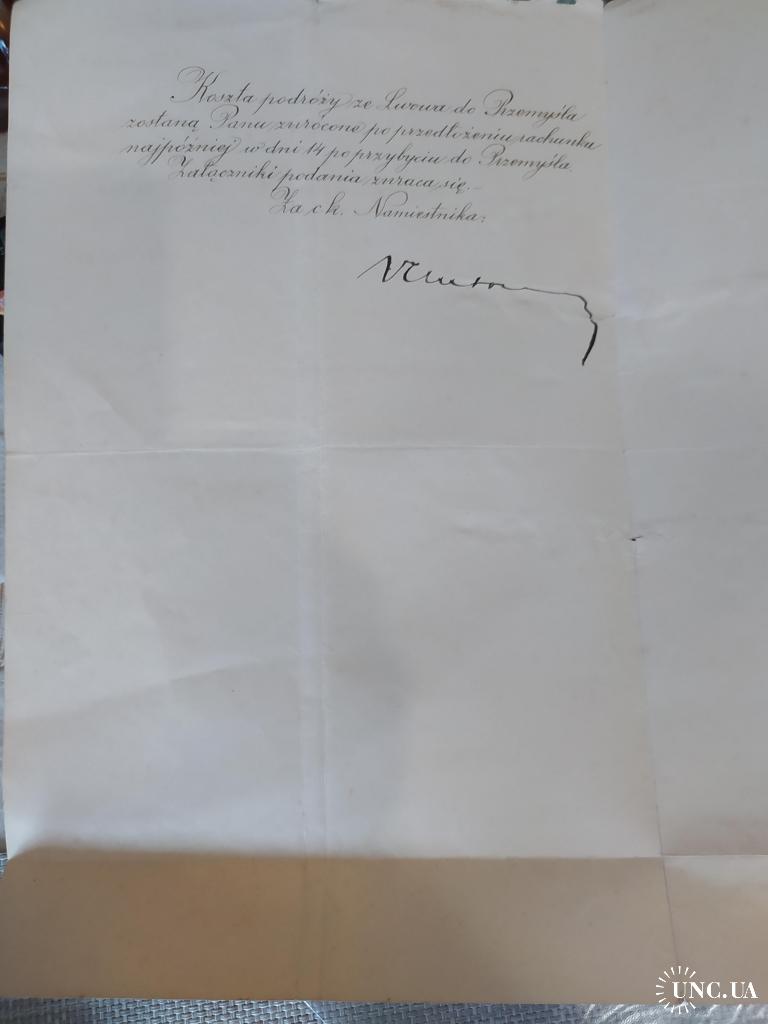 Koszta podróży ze Lwowa do Przemyśla
zostaną Panu zwrócone po przedłożeniu rachunku
najpóźniej w dni 14 po przybyciu do Przemyśla.
Załączniki podania zwraca się.-
Za c k. Namiestnika:
UNC.UA